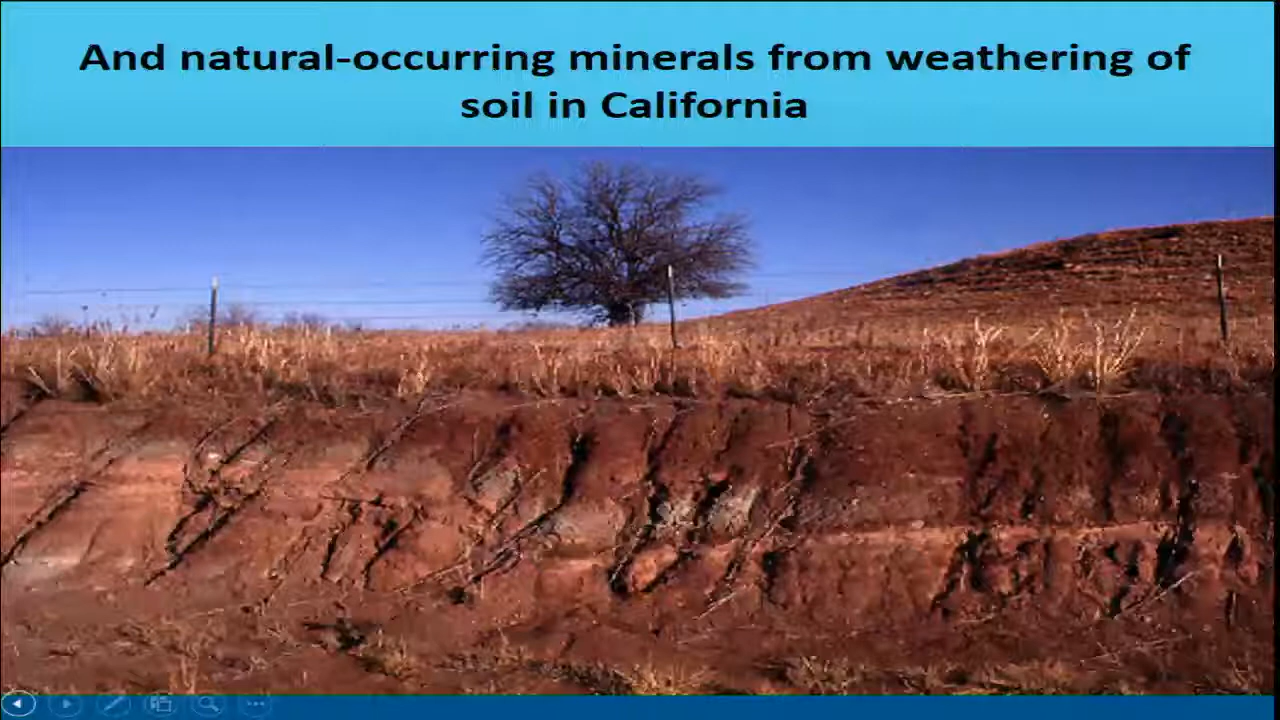 And natural-occurring minerals from weathering of
soil in California